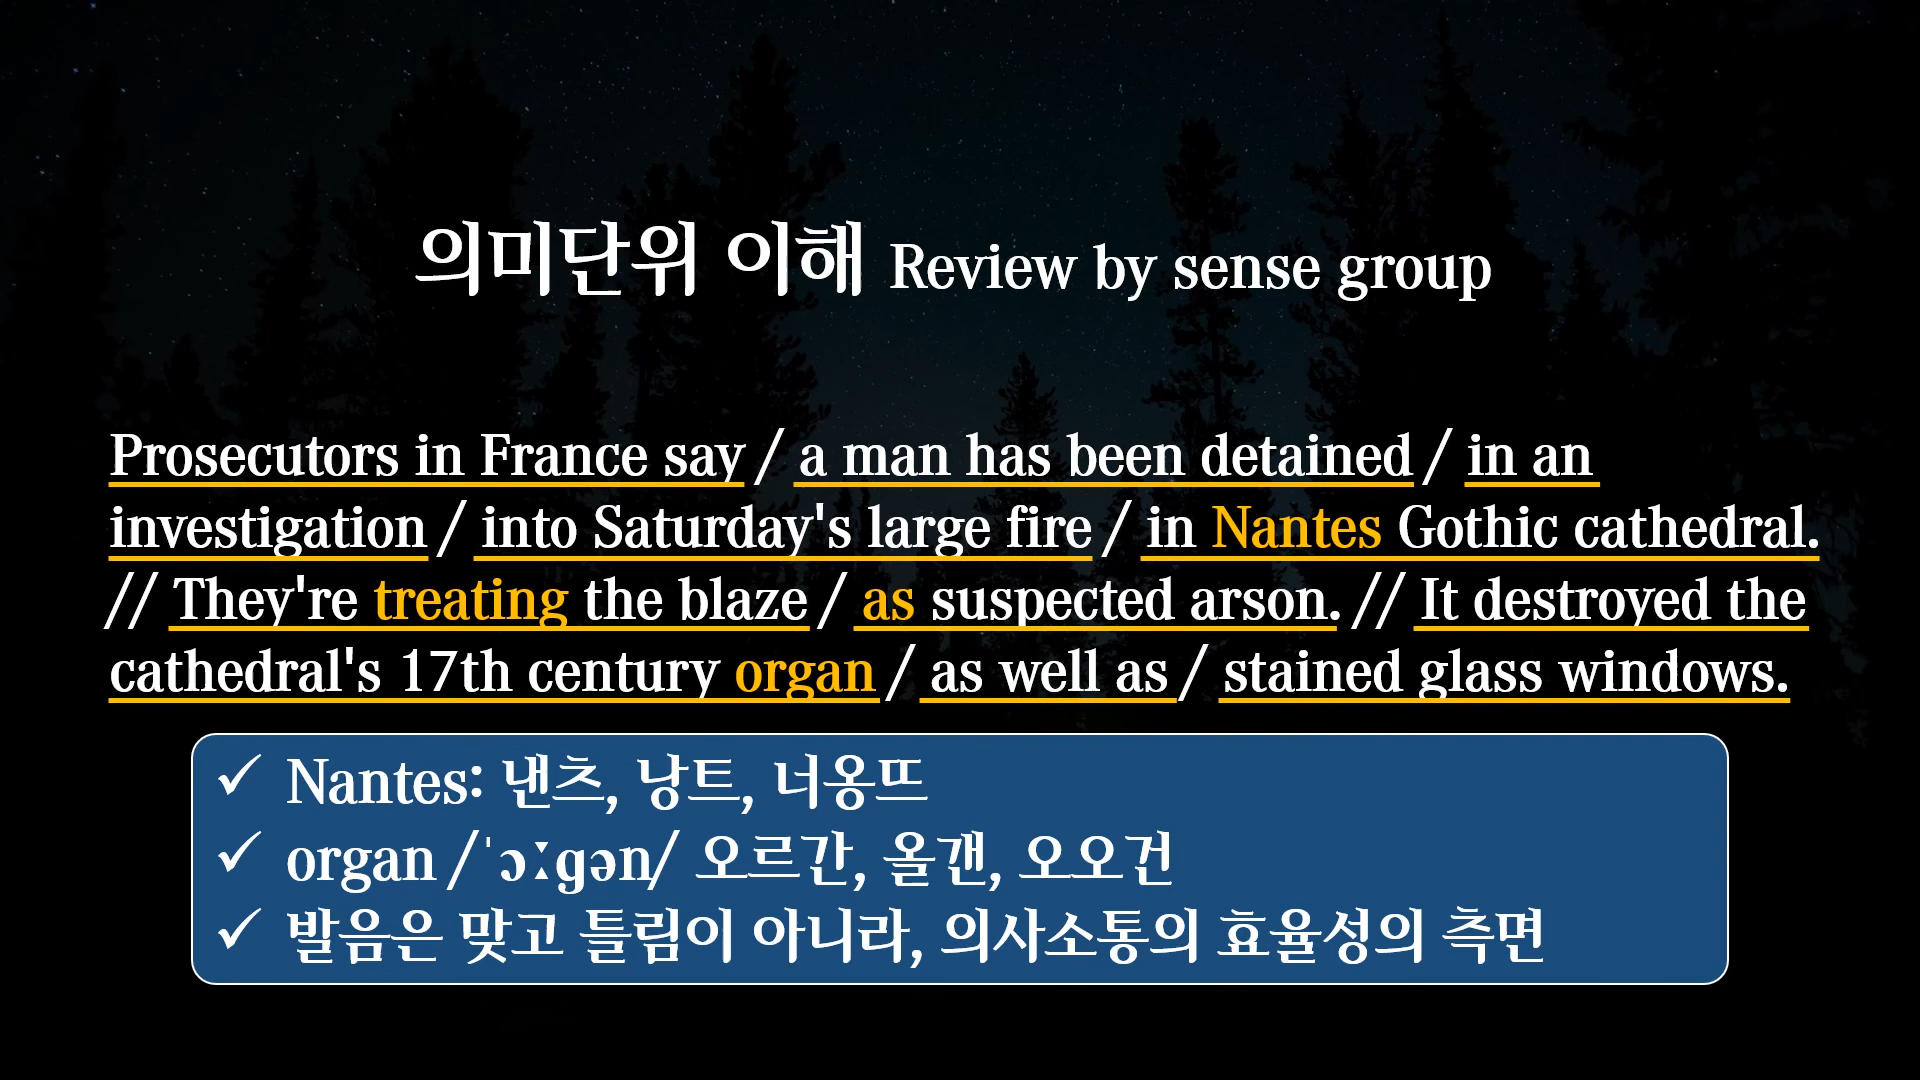 의미단위 이해 Review by sense group
Prosecutors in France say / a man has been detained / in an
investigation / into Saturday's large fire / in Nantes Gothic cathedral.
// They're treating the blaze / as suspected arson. // It destroyed the
cathedral's 17th century organ / as well as / stained glass windows.
✓ Nantes: 낸츠, 낭트, 너옹뜨
✓ organ /ˈɔːɡən/ 오르간, 올갠, 오오건
✓ 발음은 맞고 틀림이 아니라, 의사소통의 효율성의 측면